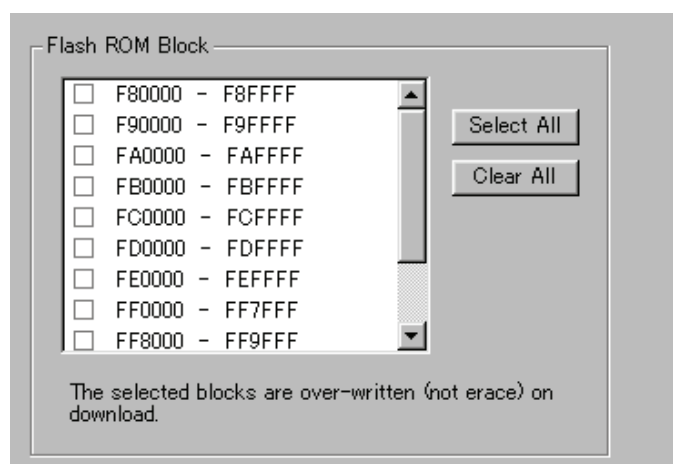 Flash ROM Block
F80000 - F8FFFF
F90000 - F9FFFF
FA0000 - FAFFFF
FB0000 - FBFFFF
FC0000 - FCFFFF
FD0000 - FDFFFF
FE0000 - FEFFFF
FF0000 - FF7FFF
FF8000 - FF9FFF
Select All
Clear All
The selected blocks are over-written (not erace) on
download.